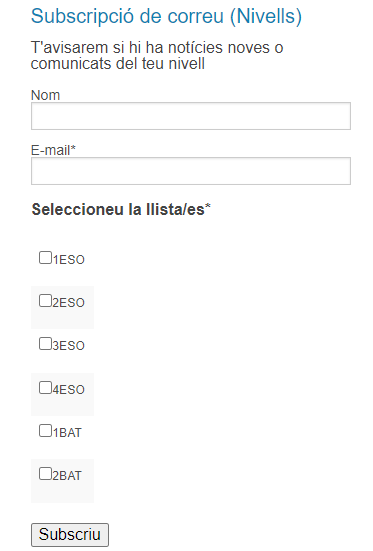 Subscripció de correu (Nivells)
T'avisarem si hi ha notícies noves o
comunicats del teu nivell
Nom
E-mail*
Seleccioneu la llista/es*
1ESO
2ESO
3ESO
4ESO
1BAT
2BAT
Subscriu